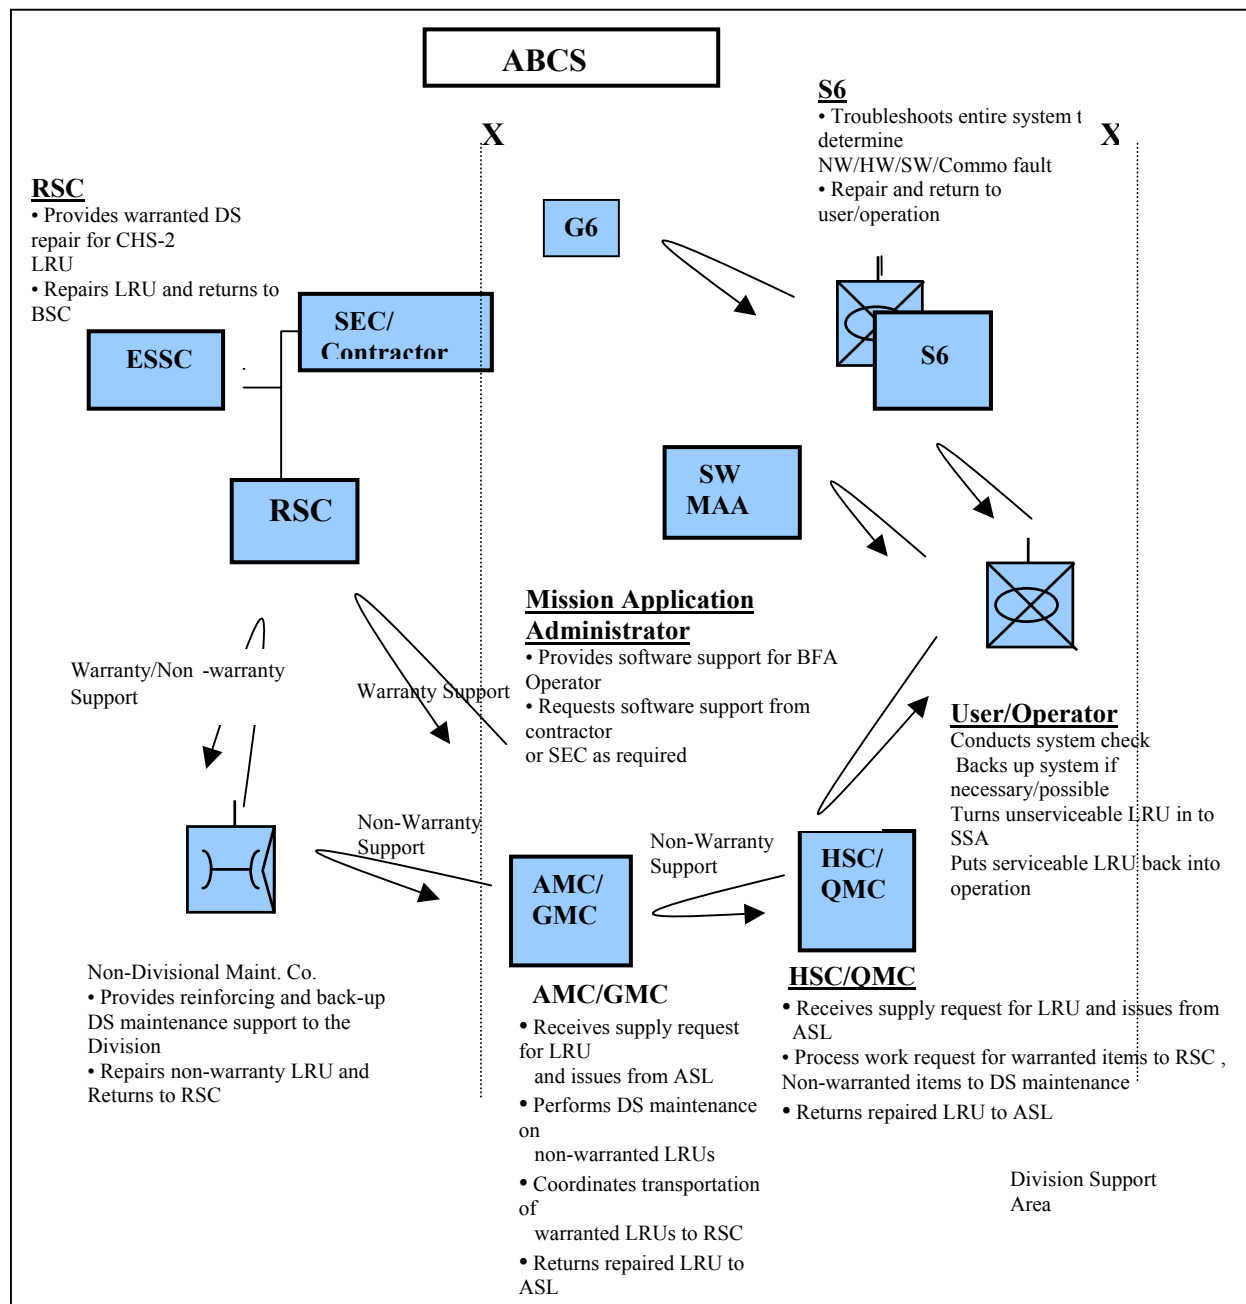 ABCS
S6
• Troubleshoots entire system t
determine
NW/HW/SW/Commo fault
• Repair and return to
user/operation
X
X
RSC
• Provides warranted DS
repair for CHS-2
LRU
• Repairs LRU and returns to
BSC
G6
SEC/
Contractor
ESSC
S6
SW
MAA
RSC
Mission Application
Administrator
• Provides software support for BFA
Operator
• Requests software support from
contractor
or SEC as required
Warranty/Non -warranty
Support
Warranty Support
User/Operator
Conducts system check
Backs up system if
necessary/possible
Turns unserviceable LRU in to
SSA
Puts serviceable LRU back into
operation
Non-Warranty
Support
Non-Warranty
Support
AMC/
GMC
HSC/
QMC
Non-Divisional Maint. Co.
• Provides reinforcing and back-up
DS maintenance support to the
Division
• Repairs non-warranty LRU and
Returns to RSC
AMC/GMC
• Receives supply request
for LRU
and issues from ASL
• Performs DS maintenance
on
non-warranted LRUs
• Coordinates transportation
of
warranted LRUs to RSC
• Returns repaired LRU to
ASL
HSC/QMC
• Receives supply request for LRU and issues from
ASL
• Process work request for warranted items to RSC ,
Non-warranted items to DS maintenance
• Returns repaired LRU to ASL
Division Support
Area